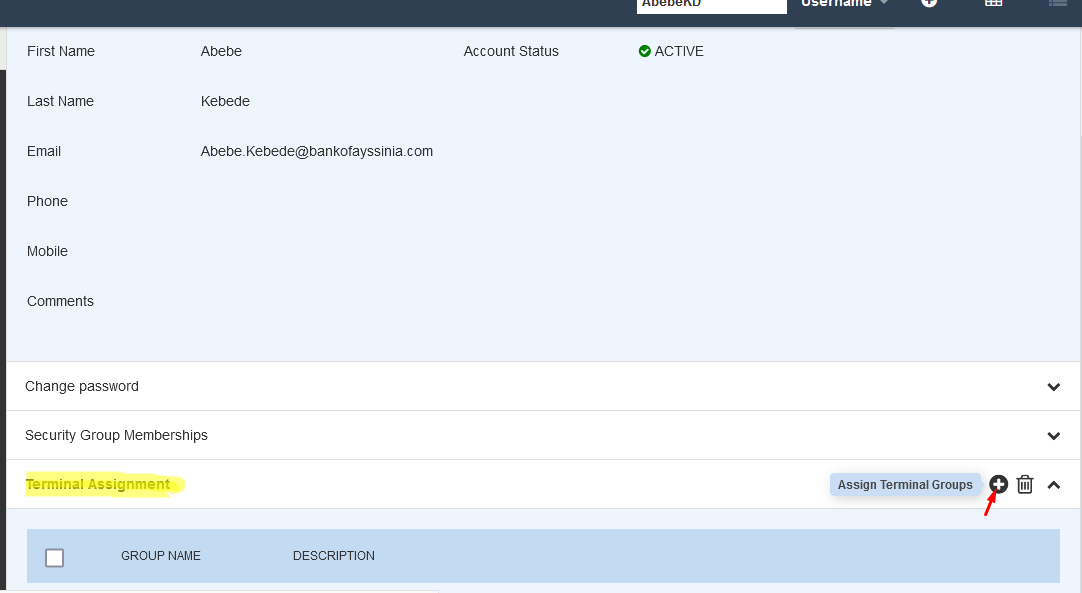 AbebeKD Username
First Name Abebe Account Status ACTIVE
Last Name Kebede
Email Abebe.Kebede@bankofayssinia.com
Phone
Mobile
Comments
Change password
Security Group Memberships
Terminal Assignment Assign Terminal Groups
GROUP NAME DESCRIPTION